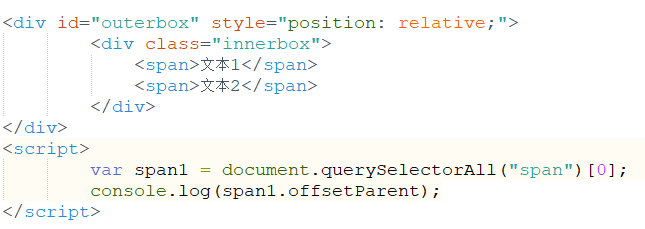 <div id="outerbox" style="position: relative;">
<div class="innerbox">
<span>文本1</span>
<span>文本2</span>
</div>
</div>
<script>
var span1 = document.querySelectorAll("span")[0];
console.log(span1.offsetParent);
</script>